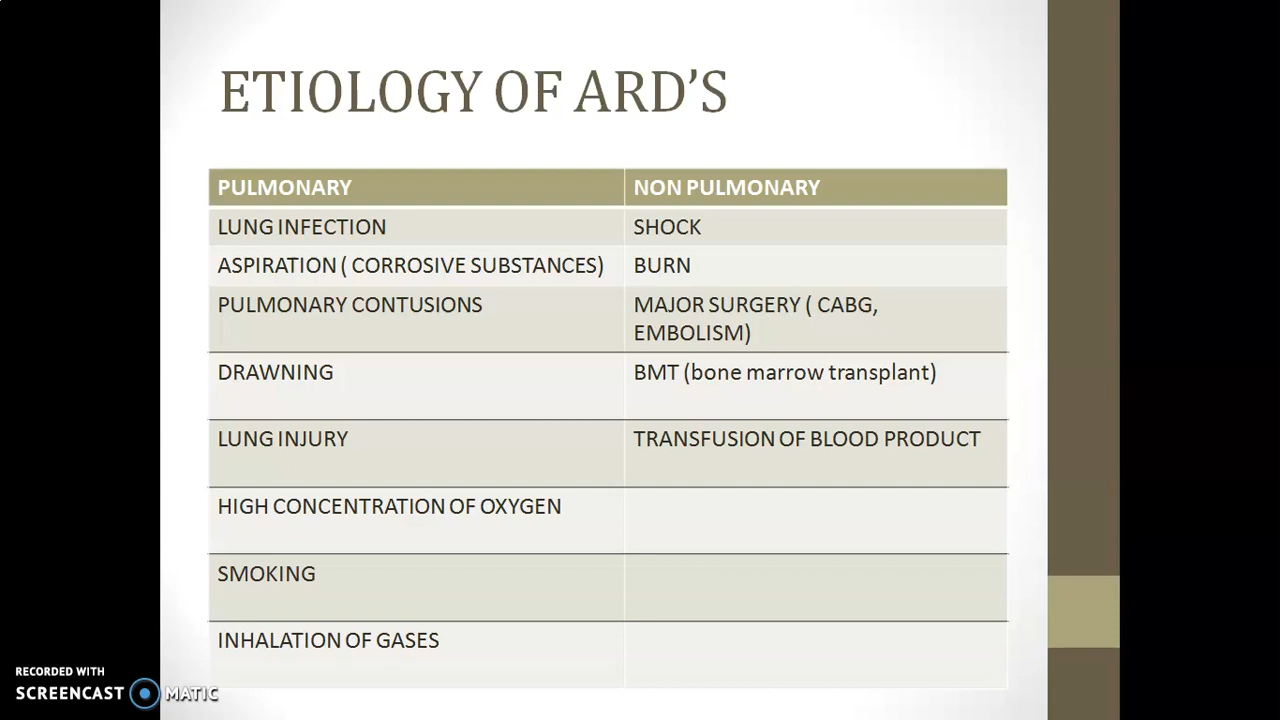 ETIOLOGY OF ARD’S
PULMONARY
NON PULMONARY
LUNG INFECTION
SHOCK
ASPIRATION ( CORROSIVE SUBSTANCES)
BURN
PULMONARY CONTUSIONS
MAJOR SURGERY ( CABG,
EMBOLISM)
DRAWNING
BMT (bone marrow transplant)
LUNG INJURY
TRANSFUSION OF BLOOD PRODUCT
HIGH CONCENTRATION OF OXYGEN
SMOKING
INHALATION OF GASES
RECORDED WITH
SCREENCAST MATIC